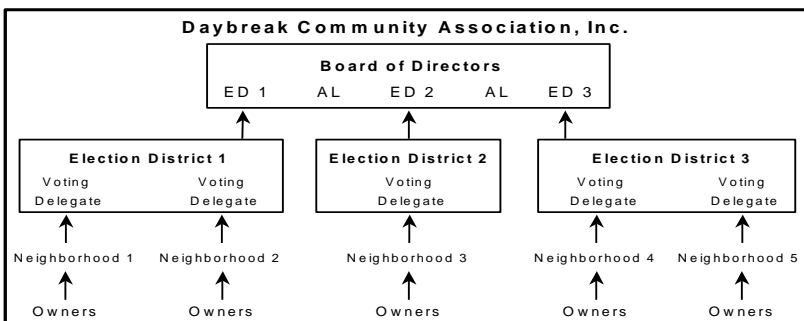 Daybreak Community Association, Inc.
Board of Directors
ED 1 AL ED 2 AL ED 3
Election District 1 Election District 2 Election District 3
Voting Voting Voting Voting Voting
Delegate Delegate Delegate Delegate Delegate
Neighborhood 1 Neighborhood 2 Neighborhood 3 Neighborhood 4 Neighborhood 5
Owners Owners Owners Owners Owners